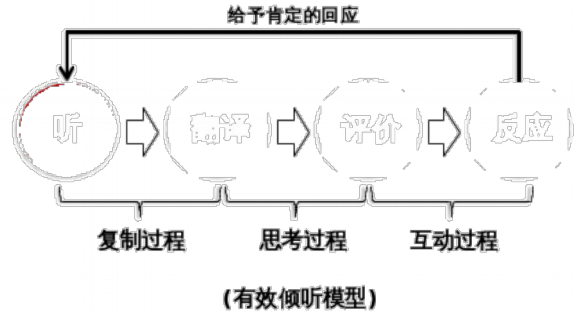 给予肯定的回应
听 翻译 评价 反应
复制过程 思考过程 互动过程
(有效倾听模型)